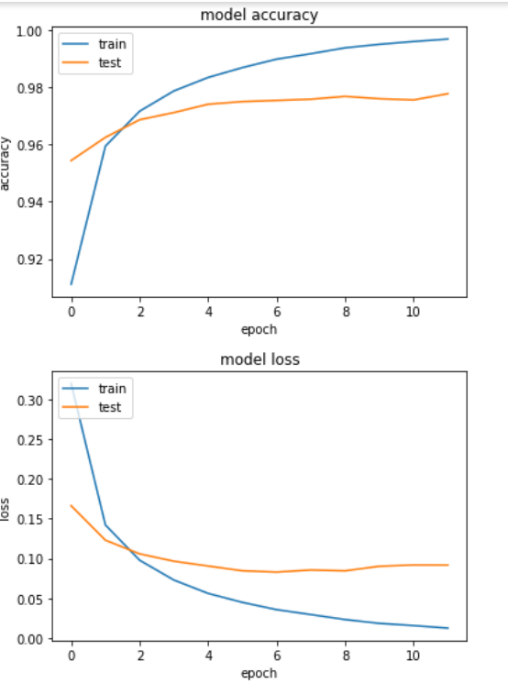 model accuracy
1.00
0.98
0.96
0.94
0.92
accuracy
train
test
0 2 4 6 8 10
epoch
model loss
0.30
0.25
0.20
0.15
0.10
0.05
0.00
loss
train
test
0 2 4 6 8 10
epoch